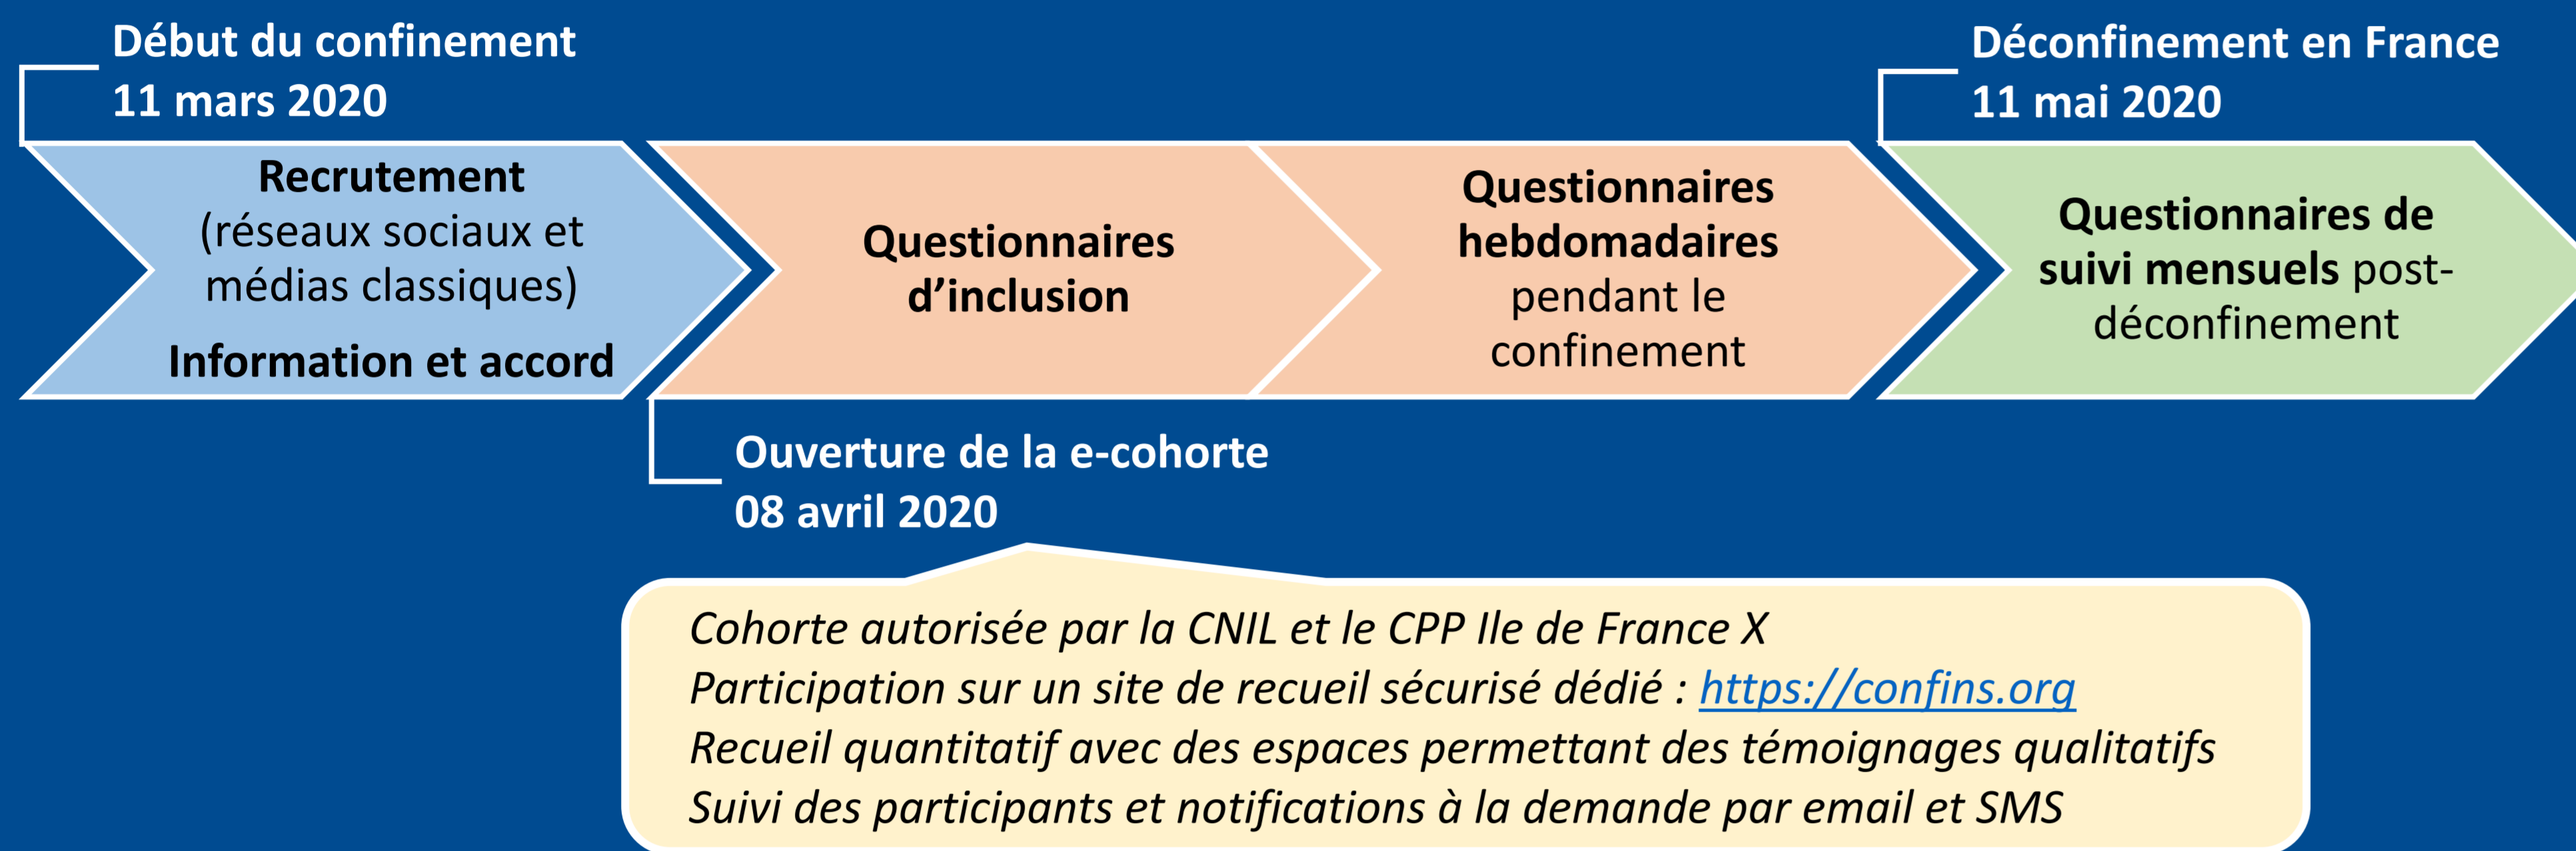 Début du confinement
11 mars 2020
Déconfinement en France
11 mai 2020
Recrutement
(réseaux sociaux et
médias classiques)
Information et accord
Questionnaires
d’inclusion
Questionnaires
hebdomadaires
pendant le
confinement
Questionnaires de
suivi mensuels post-
déconfinement
Ouverture de la e-cohorte
08 avril 2020
Cohorte autorisée par la CNIL et le CPP Ile de France X
Participation sur un site de recueil sécurisé dédié : https://confins.org
Recueil quantitatif avec des espaces permettant des témoignages qualitatifs
Suivi des participants et notifications à la demande par email et SMS